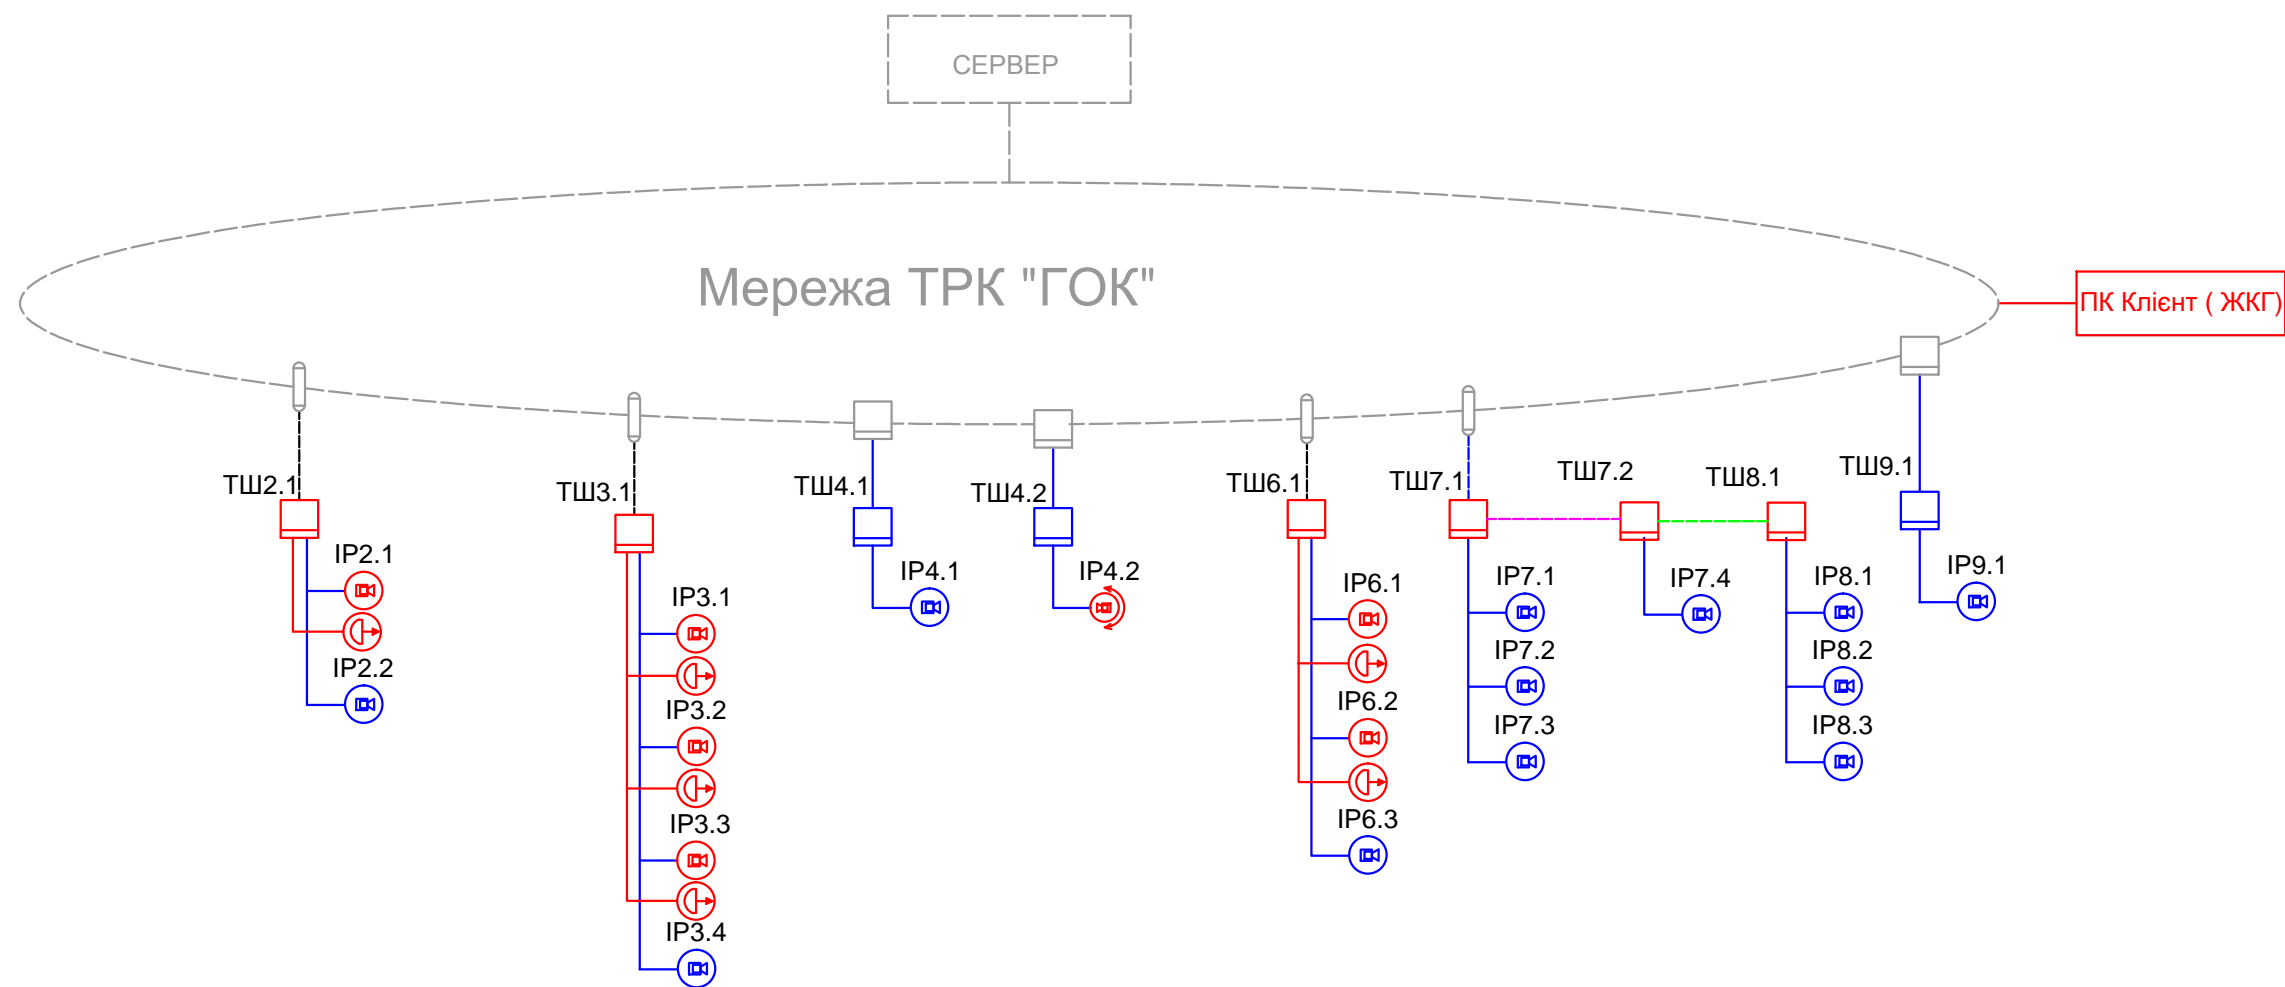 СЕРВЕР
Мережа ТРК "ГОК"
ПК Клієнт ( ЖКГ)
ТШ2.1
IP2.1
IP2.2
ТШ3.1
IP3.1
IP3.2
IP3.3
IP3.4
ТШ4.1
IP4.1
ТШ4.2
IP4.2
ТШ6.1
IP6.1
IP6.2
IP6.3
ТШ7.1
IP7.1
IP7.2
IP7.3
ТШ7.2
IP7.4
ТШ8.1
IP8.1
IP8.2
IP8.3
ТШ9.1
IP9.1